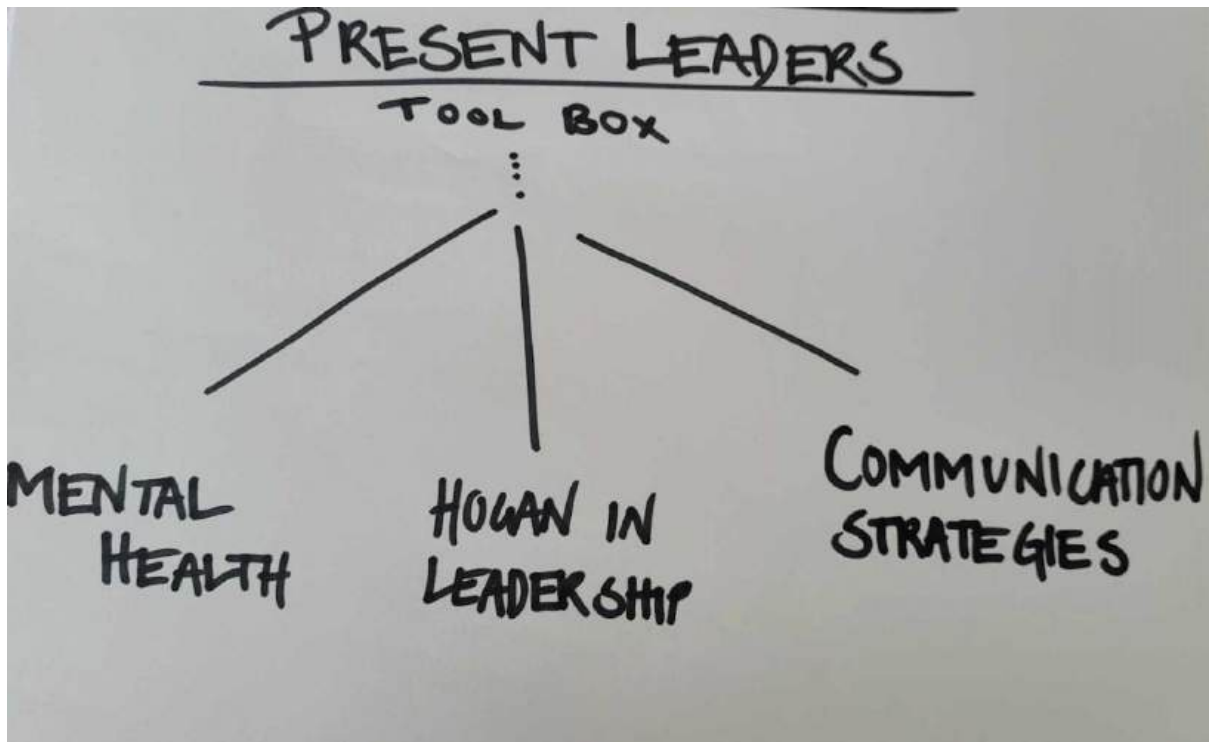 PRESENT LEADERS
TOOL BOX
MENTAL
HEALTH
HOGAN IN
LEADERSHIP
COMMUNICATION
STRATEGIES